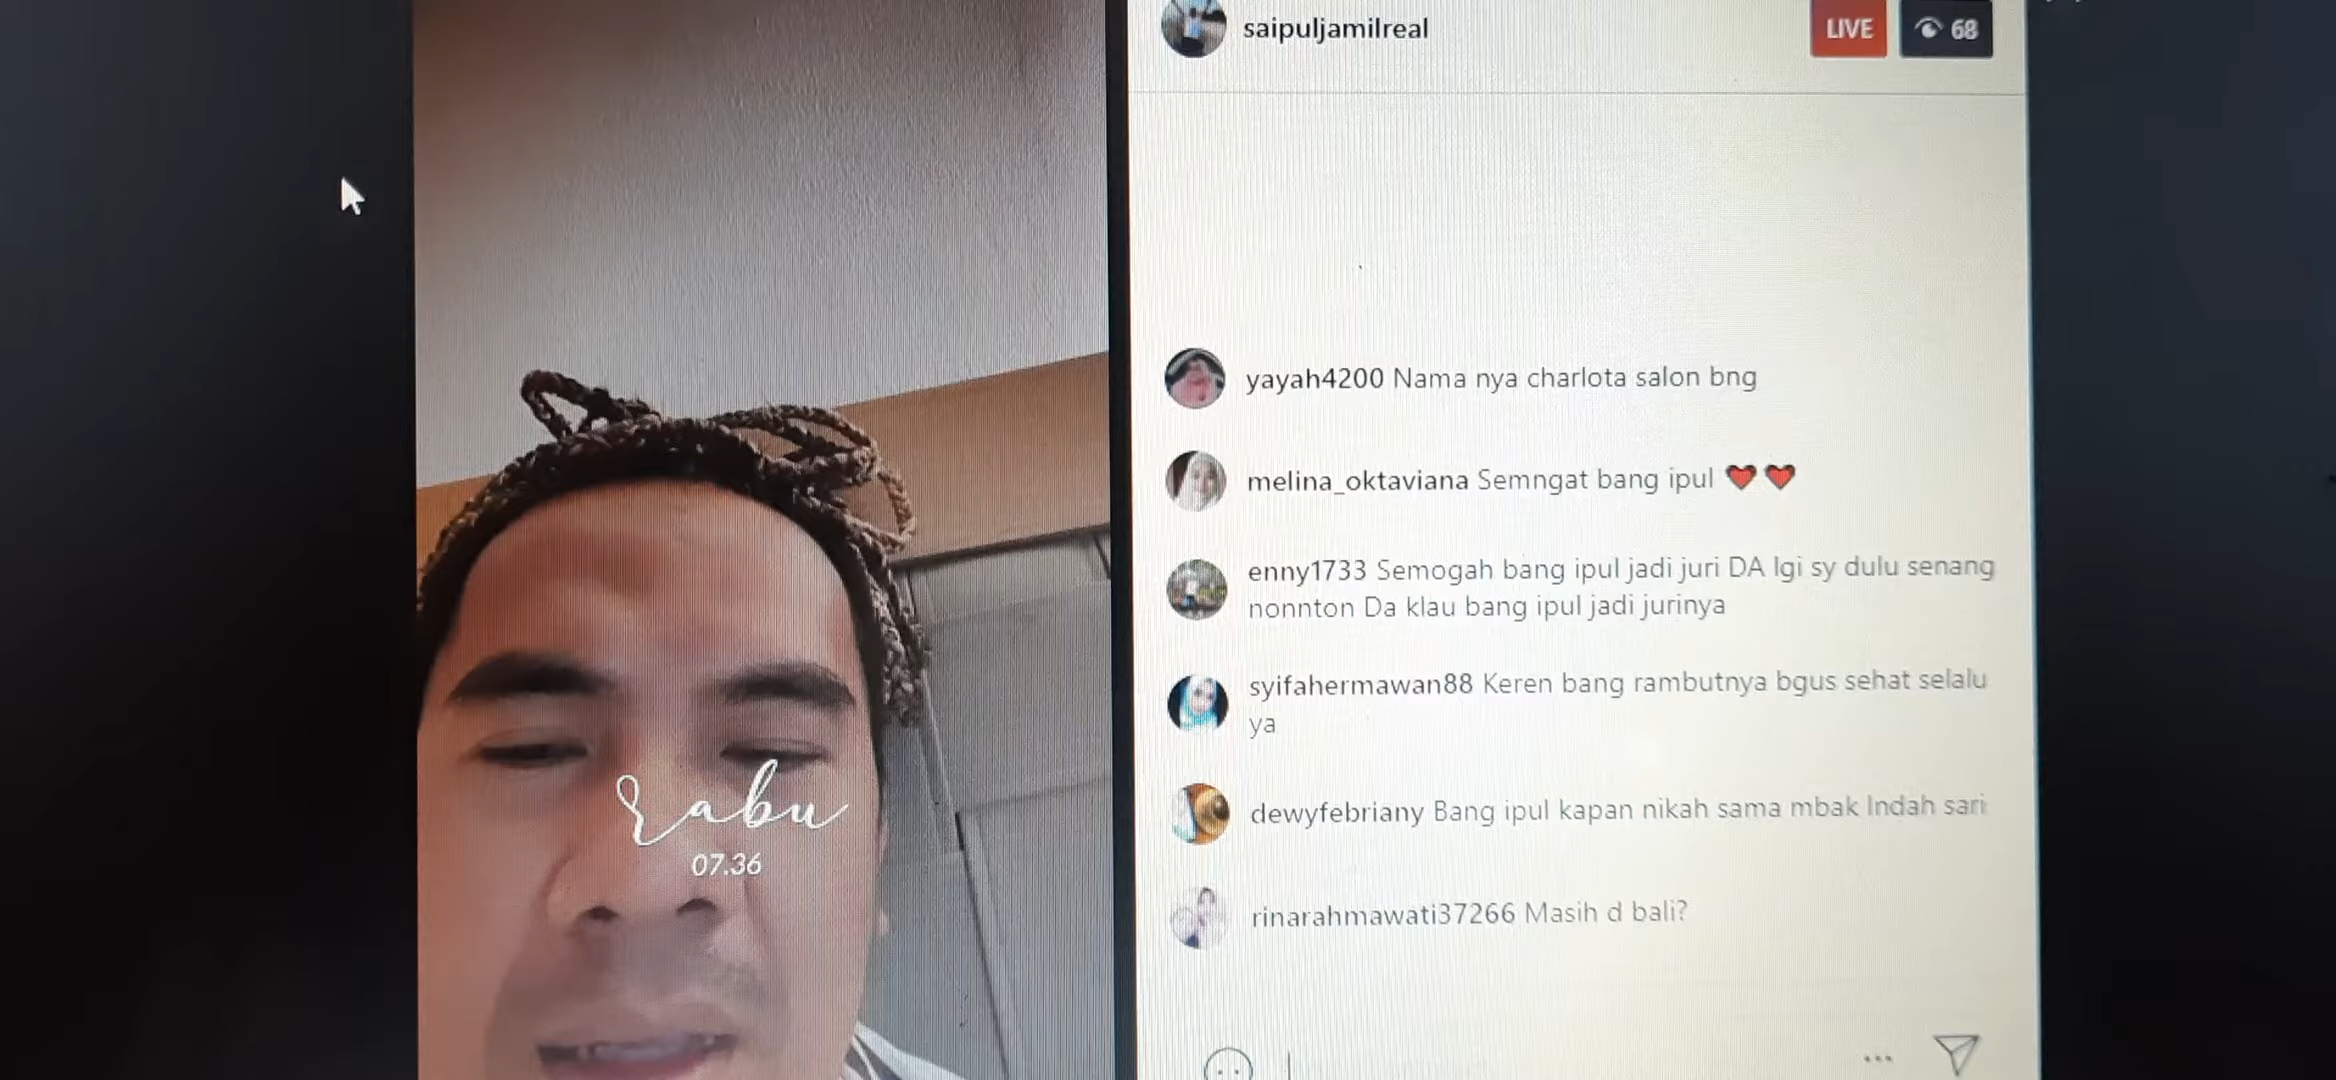 saipuljamilreal
LIVE
68
yayah4200 Nama nya charlota salon bng
melina_oktaviana Semngat bang ipul ❤️❤️
enny1733 Semogah bang ipul jadi juri DA lgi sy dulu senang
nonnton Da klau bang ipul jadi jurinya
syifahermawan88 Keren bang rambutnya bgus sehat selalu
ya
rabu
07.36
dewyfebriany Bang ipul kapan nikah sama mbak Indah sari
rinarahmawati37266 Masih d bali?